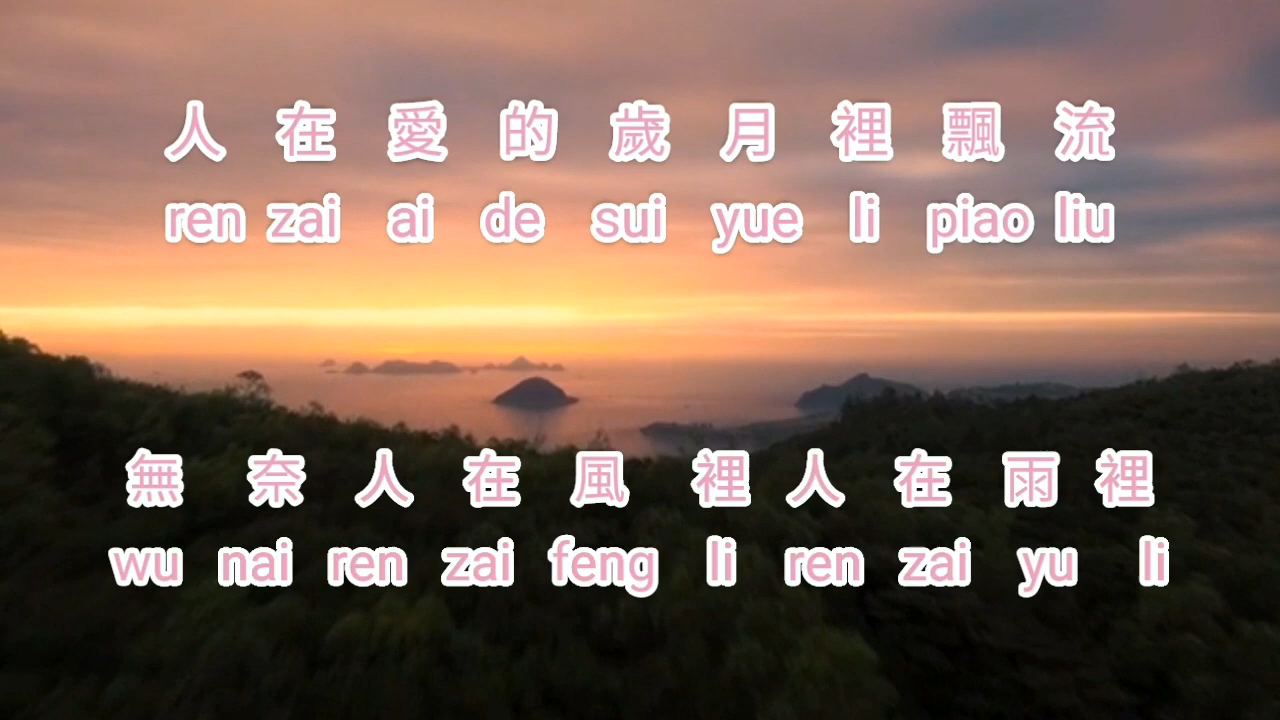 人 在 愛 的 歲 月 裡 飄 流
ren zai ai de sui yue li piao liu
無 奈 人 在 風 裡 人 在 雨 裡
wu nai ren zai feng li ren zai yu li